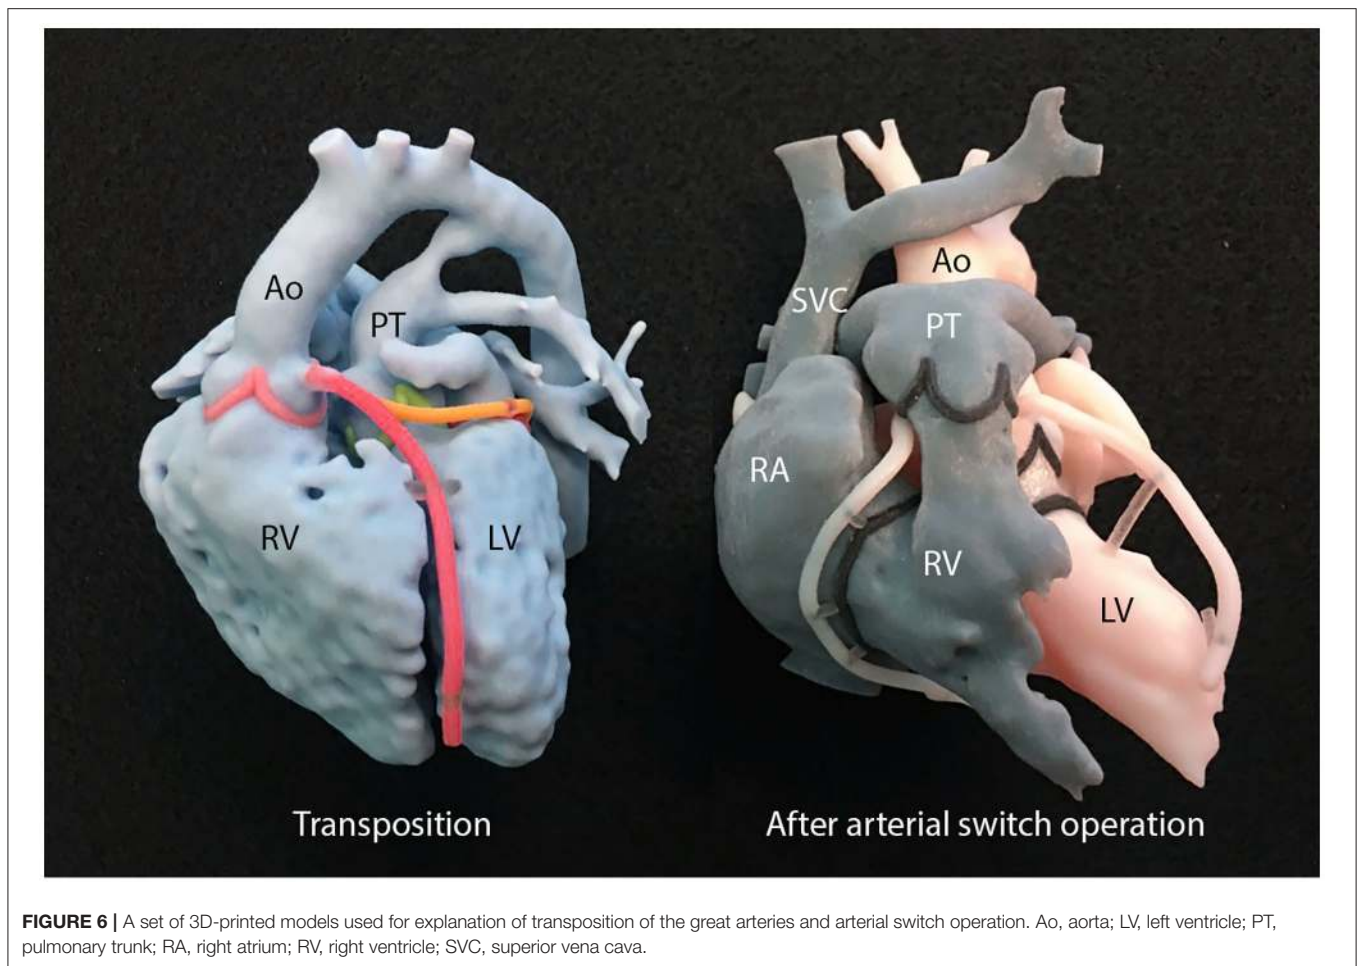 Ao
PT
RV
LV
Transposition
Ao
SVC
PT
RA
RV
LV
After arterial switch operation
FIGURE 6 | A set of 3D-printed models used for explanation of transposition of the great arteries and arterial switch operation. Ao, aorta; LV, left ventricle; PT,
pulmonary trunk; RA, right atrium; RV, right ventricle; SVC, superior vena cava.